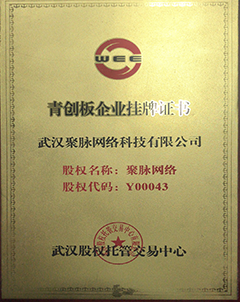 WEE
青创板企业挂牌证书
武汉聚脉网络科技有限公司
股权名称：聚脉网络
股权代码：Y00043
武汉股权托管交易中心